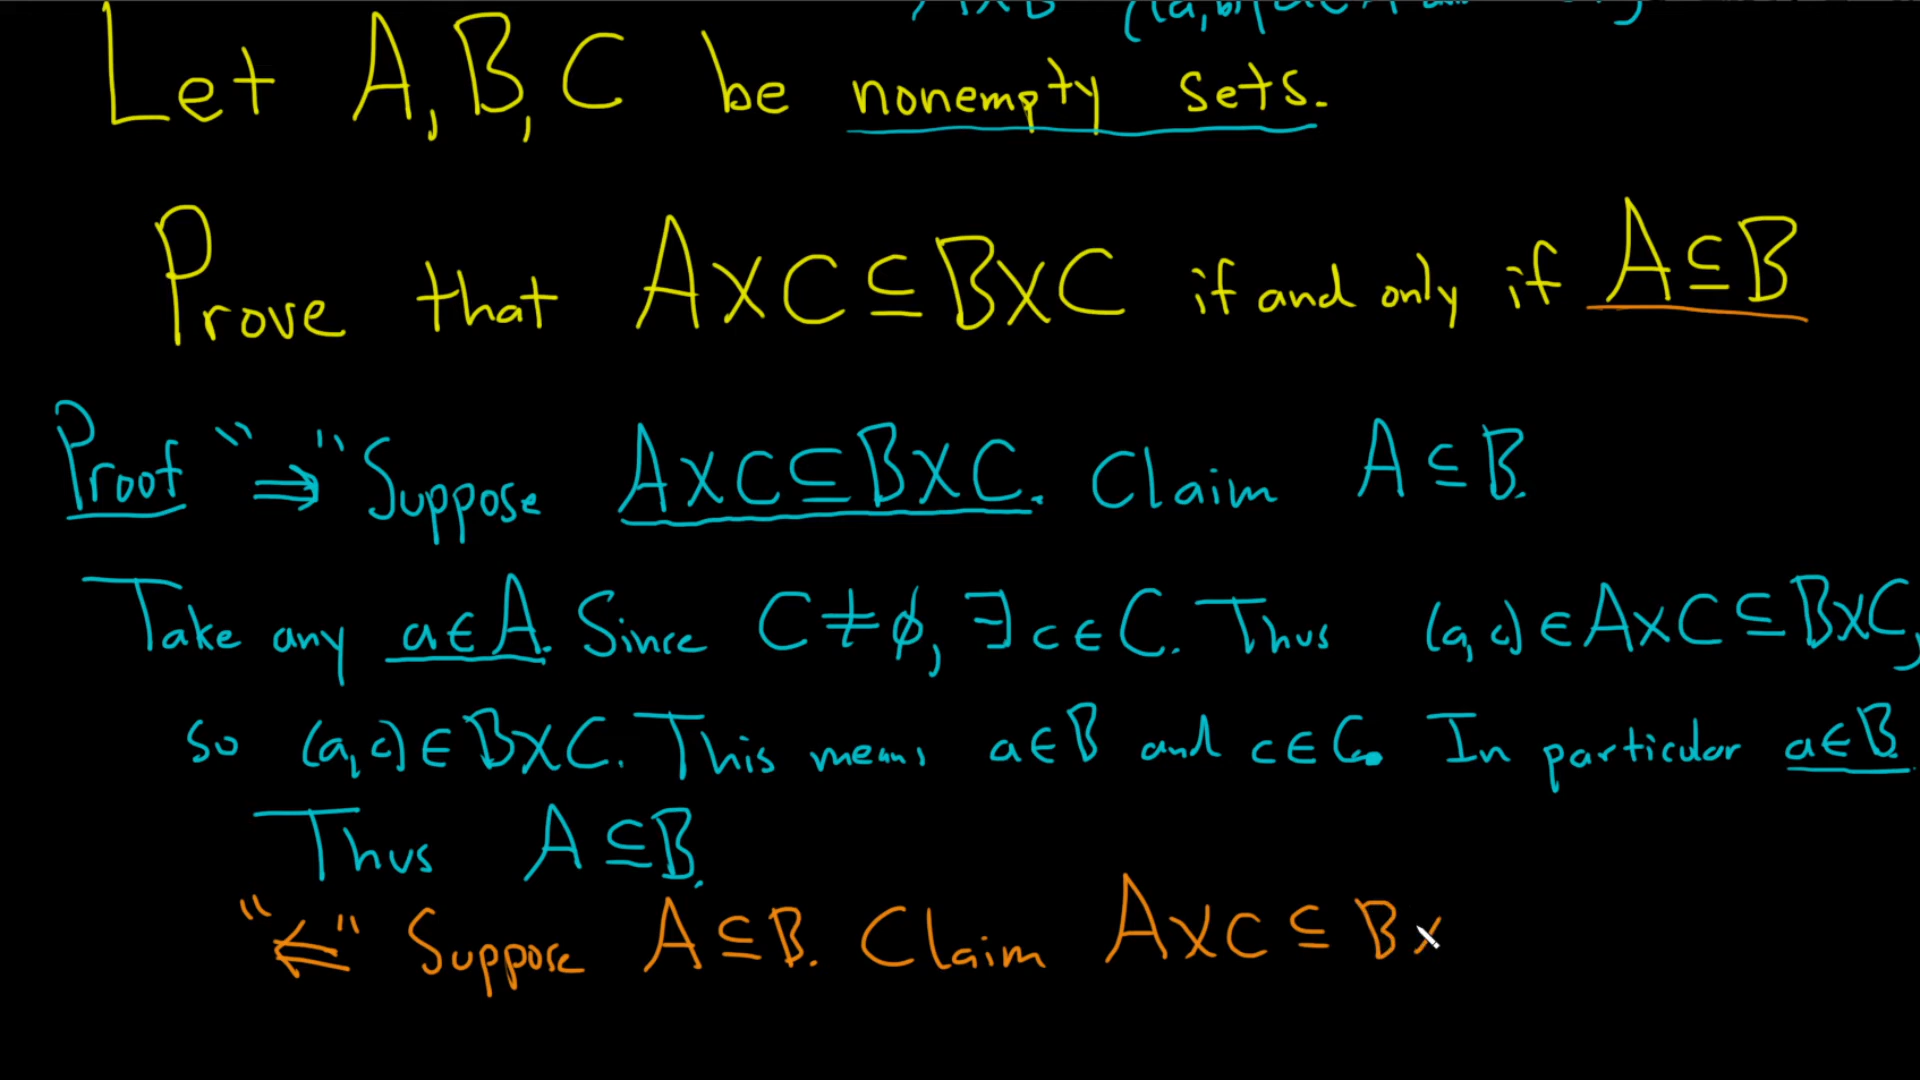 A×B
Let A, B, C be nonempty sets.
Prove that A×C⊆B×C if and only if A⊆B
Proof "⇒" Suppose A×C⊆B×C. Claim A⊆B.
Take any a∈A. Since C≠ϕ, ∃ c∈C. Thus (a,c)∈A×C⊆B×C,
so (a,c)∈B×C. This means a∈B and c∈C. In particular a∈B.
Thus A⊆B.
"⇐" Suppose A⊆B. Claim A×C⊆B×